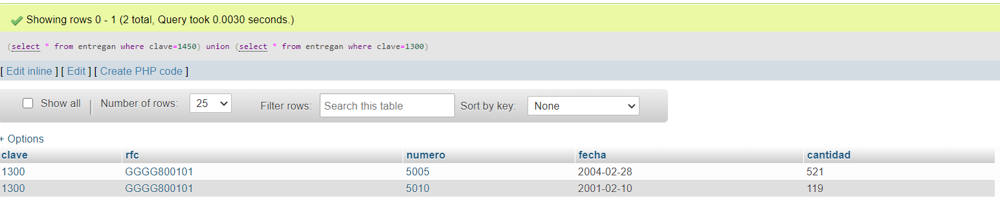 Showing rows 0 - 1 (2 total, Query took 0.0030 seconds.)
(select * from entregan where clave=1450) union (select * from entregan where clave=1300)
[ Edit inline ] [ Edit ] [ Create PHP code ]
Show all | Number of rows: 25 Filter rows: Search this table Sort by key: None
+ Options
clave rfc numero fecha cantidad
1300 GGGG800101 5005 2004-02-28 521
1300 GGGG800101 5010 2001-02-10 119